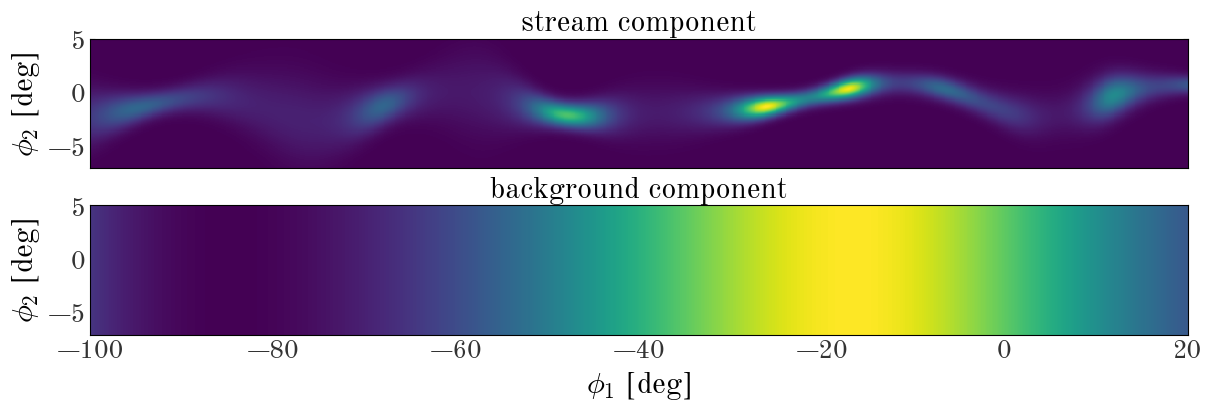 stream component
5
0
−5
ϕ₂ [deg]
background component
5
0
−5
ϕ₂ [deg]
−100 −80 −60 −40 −20 0 20
ϕ₁ [deg]